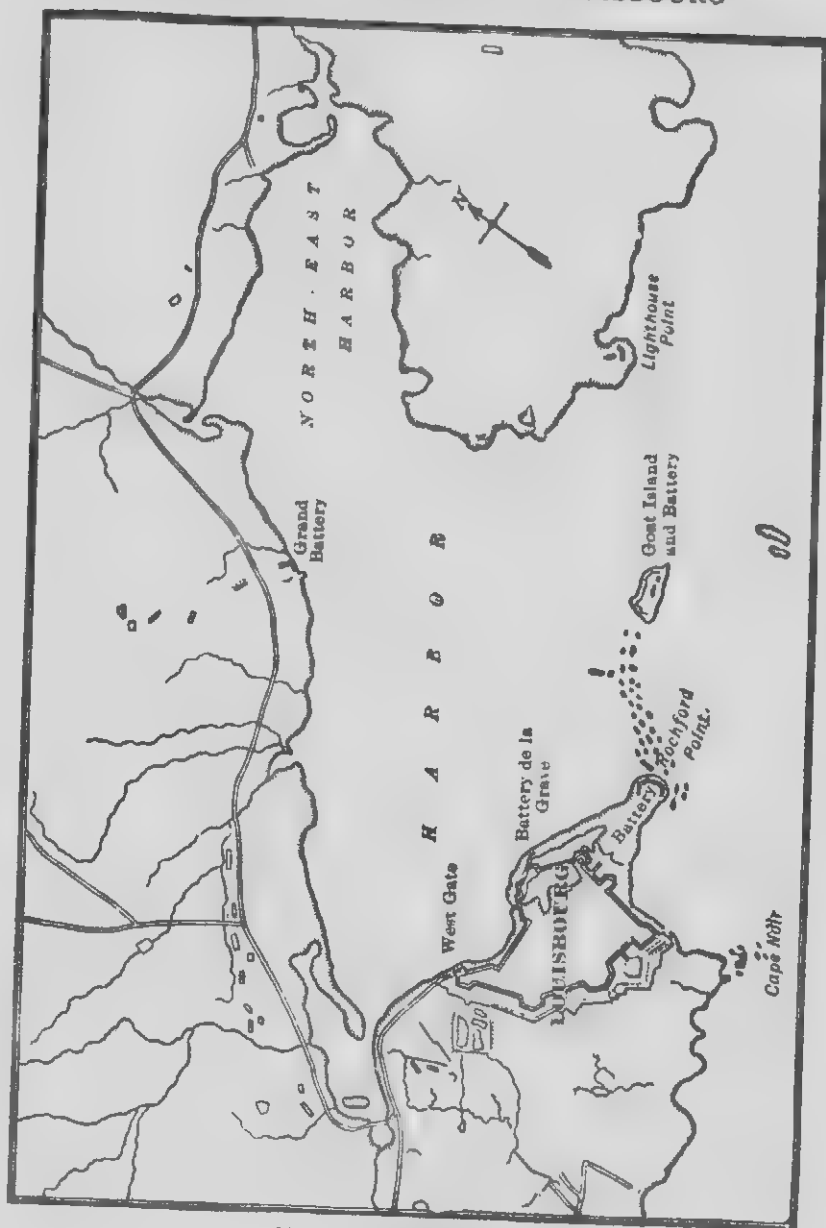 NORTH-EAST
HARBOR
N
Lighthouse
Point
Grand
Battery
HARBOR
Goat Island
and Battery
Rochford
Point.
Battery
Battery de la
Grave
West Gate
LOUISBOURG
Cape Noir